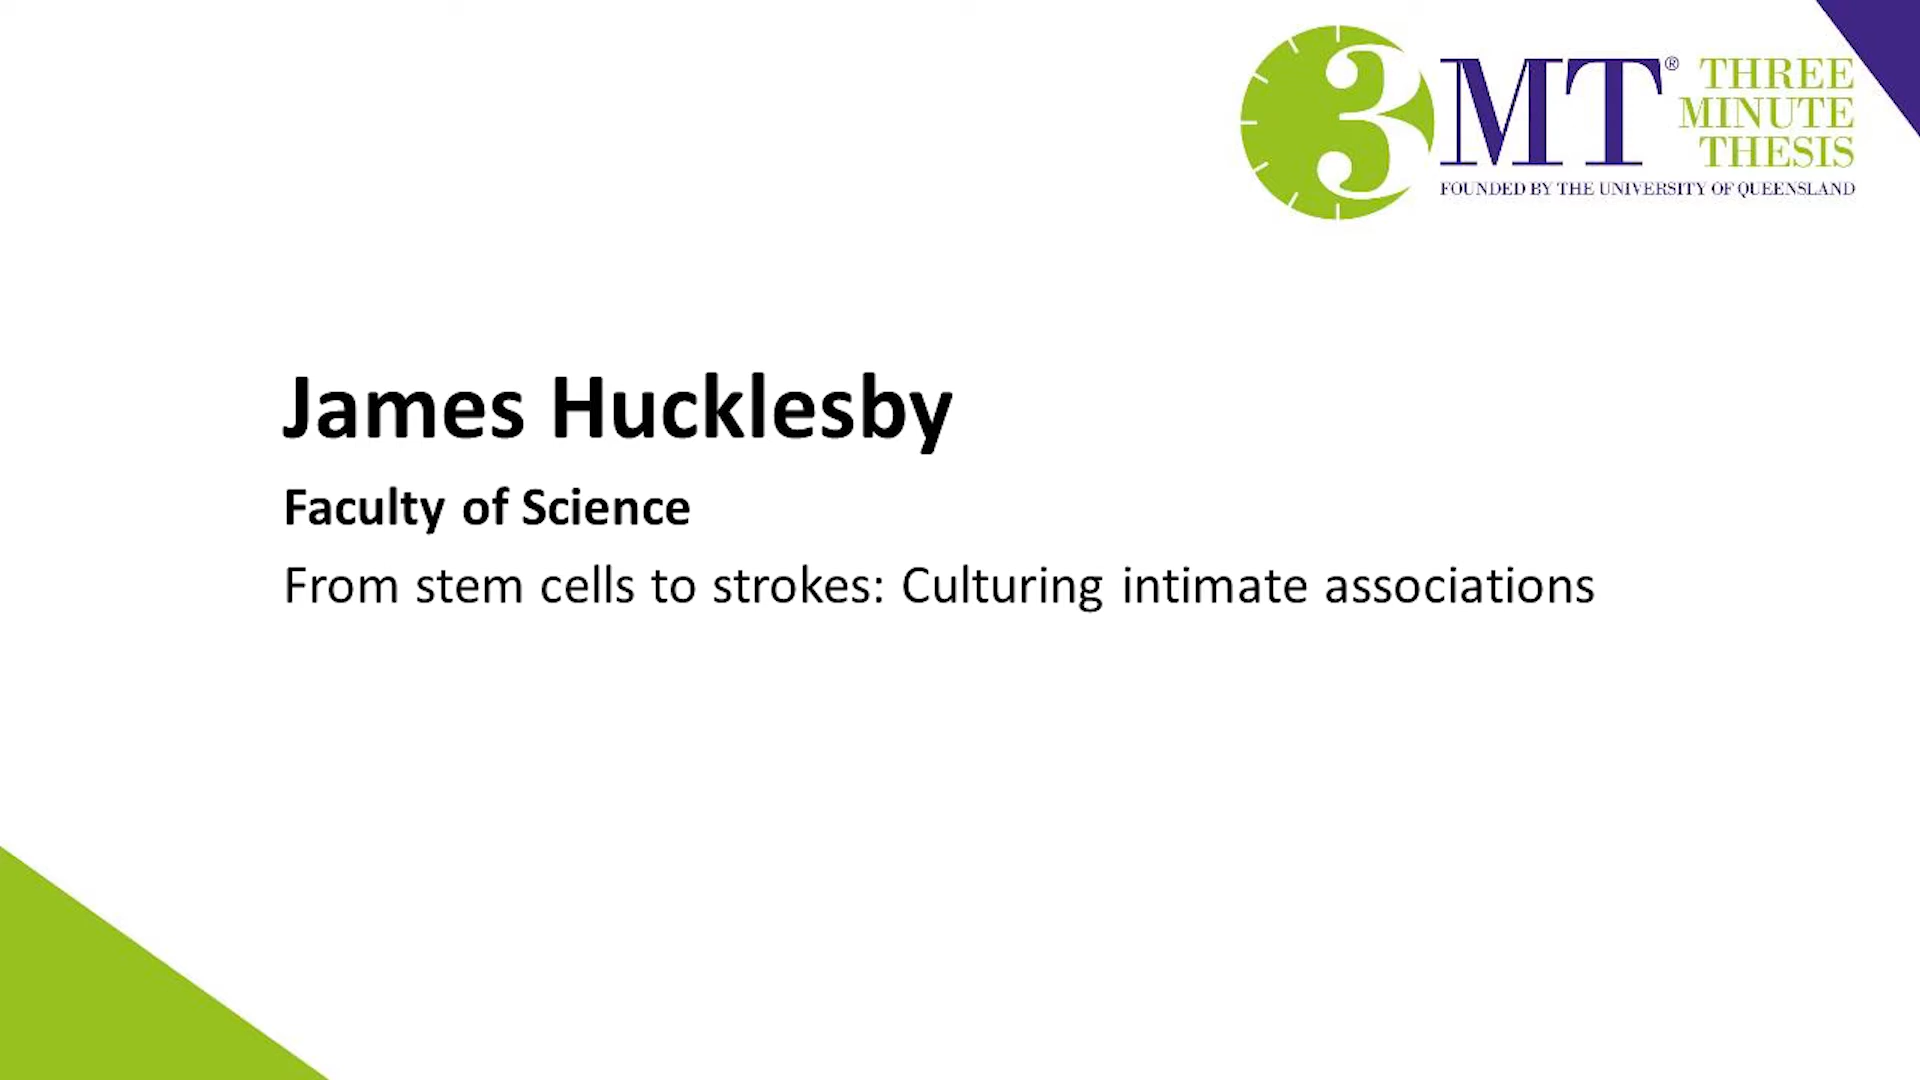 3MT® THREE
MINUTE
THESIS
FOUNDED BY THE UNIVERSITY OF QUEENSLAND
James Hucklesby
Faculty of Science
From stem cells to strokes: Culturing intimate associations